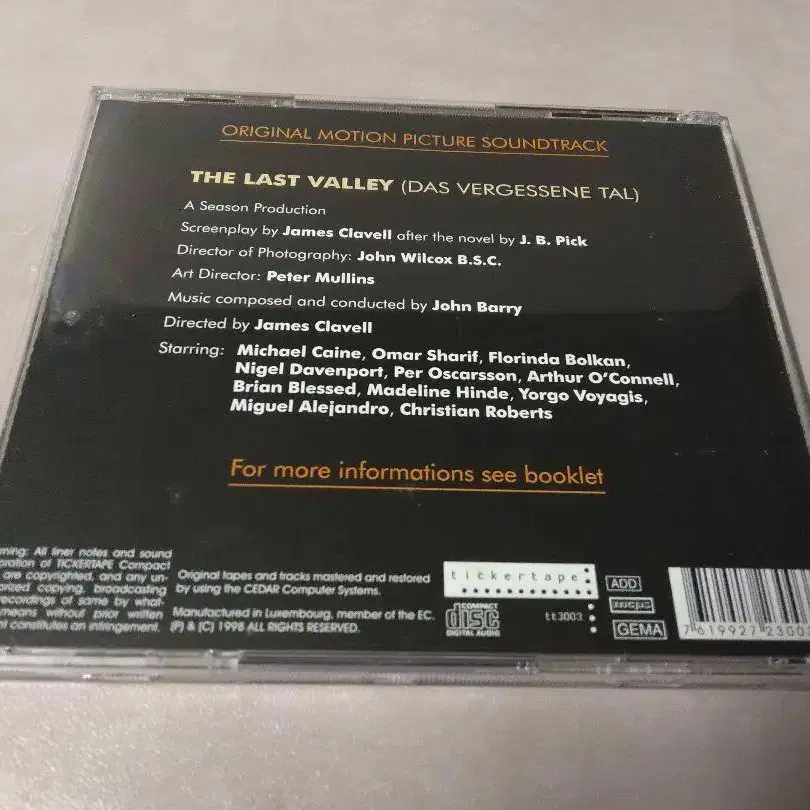 ORIGINAL MOTION PICTURE SOUNDTRACK
THE LAST VALLEY (DAS VERGESSENE TAL)
A Season Production
Screenplay by James Clavell after the novel by J. B. Pick
Director of Photography: John Wilcox B.S.C.
Art Director: Peter Mullins
Music composed and conducted by John Barry
Directed by James Clavell
Starring: Michael Caine, Omar Sharif, Florinda Bolkan,
Nigel Davenport, Per Oscarsson, Arthur O'Connell,
Brian Blessed, Madeline Hinde, Yorgo Voyagis,
Miguel Alejandro, Christian Roberts
For more informations see booklet
All liner notes and sound
of TICKERTAPE Compact
are copyrighted, and any un-
copying, broadcasting
recordings of same by what-
means without prior written
constitutes an infringement.
Original tapes and tracks mastered and restored
by using the CEDAR Computer Systems.
Manufactured in Luxembourg, member of the EC.
(P) & (C) 1998 ALL RIGHTS RESERVED.
tickertape
COMPACT
disc
DIGITAL AUDIO
tt3003
ADD
mcps
GEMA
7 619927 2300